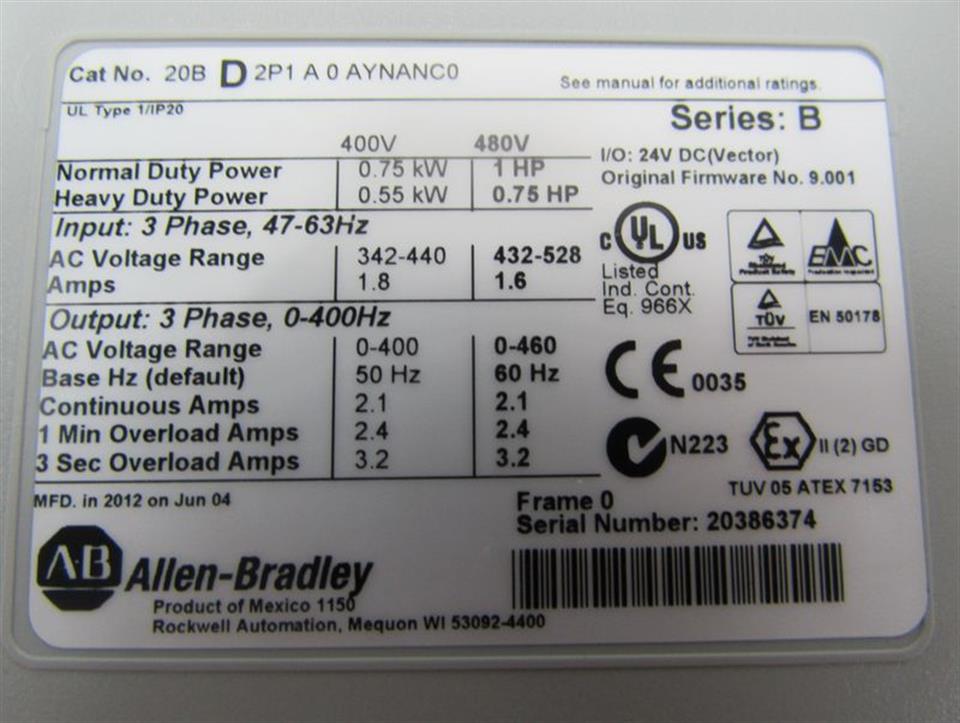 Cat No. 20B D 2P1 A 0 AYNANC0
See manual for additional ratings.
UL Type 1/IP20
Series: B
400V 480V
I/O: 24V DC(Vector)
Original Firmware No. 9.001
Normal Duty Power 0.75 kW 1 HP
Heavy Duty Power 0.55 kW 0.75 HP
Input: 3 Phase, 47-63Hz
AC Voltage Range 342-440 432-528
Amps 1.8 1.6
Output: 3 Phase, 0-400Hz
AC Voltage Range 0-400 0-460
Base Hz (default) 50 Hz 60 Hz
Continuous Amps 2.1 2.1
1 Min Overload Amps 2.4 2.4
3 Sec Overload Amps 3.2 3.2
C UL US
Listed
Ind. Cont.
Eq. 966X
TÜV
Product Safety
EMC
TÜV
EN 50178
CE 0035
N223
Ex II (2) GD
TUV 05 ATEX 7153
MFD. in 2012 on Jun 04
Frame 0
Serial Number: 20386374
A-B Allen-Bradley
Product of Mexico 1150
Rockwell Automation, Mequon WI 53092-4400